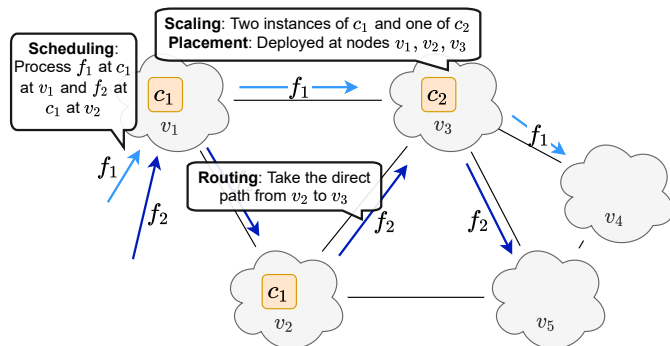 Scaling: Two instances of c₁ and one of c₂
Placement: Deployed at nodes v₁, v₂, v₃
Scheduling:
Process f₁ at c₁
at v₁ and f₂ at
c₁ at v₂
c₁
v₁
f₁
c₂
v₃
f₁
f₁
f₂
Routing: Take the direct
path from v₂ to v₃
f₂
f₂
v₄
c₁
v₂
v₅